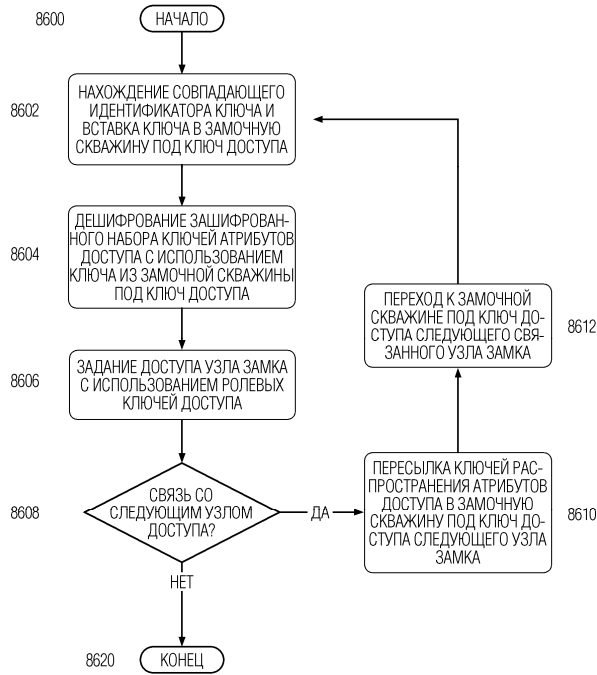 8600
НАЧАЛО
8602
НАХОЖДЕНИЕ СОВПАДАЮЩЕГО
ИДЕНТИФИКАТОРА КЛЮЧА И
ВСТАВКА КЛЮЧА В ЗАМОЧНУЮ
СКВАЖИНУ ПОД КЛЮЧ ДОСТУПА
8604
ДЕШИФРОВАНИЕ ЗАШИФРОВАН-
НОГО НАБОРА КЛЮЧЕЙ АТРИБУТОВ
ДОСТУПА С ИСПОЛЬЗОВАНИЕМ
КЛЮЧА ИЗ ЗАМОЧНОЙ СКВАЖИНЫ
ПОД КЛЮЧ ДОСТУПА
8606
ЗАДАНИЕ ДОСТУПА УЗЛА ЗАМКА
С ИСПОЛЬЗОВАНИЕМ РОЛЕВЫХ
КЛЮЧЕЙ ДОСТУПА
8608
СВЯЗЬ СО
СЛЕДУЮЩИМ УЗЛОМ
ДОСТУПА?
ДА
ПЕРЕСЫЛКА КЛЮЧЕЙ РАС-
ПРОСТРАНЕНИЯ АТРИБУТОВ
ДОСТУПА В ЗАМОЧНУЮ
СКВАЖИНУ ПОД КЛЮЧ ДО-
СТУПА СЛЕДУЮЩЕГО УЗЛА
ЗАМКА
8610
ПЕРЕХОД К ЗАМОЧНОЙ
СКВАЖИНЕ ПОД КЛЮЧ ДО-
СТУПА СЛЕДУЮЩЕГО СВЯ-
ЗАННОГО УЗЛА ЗАМКА
8612
НЕТ
8620
КОНЕЦ